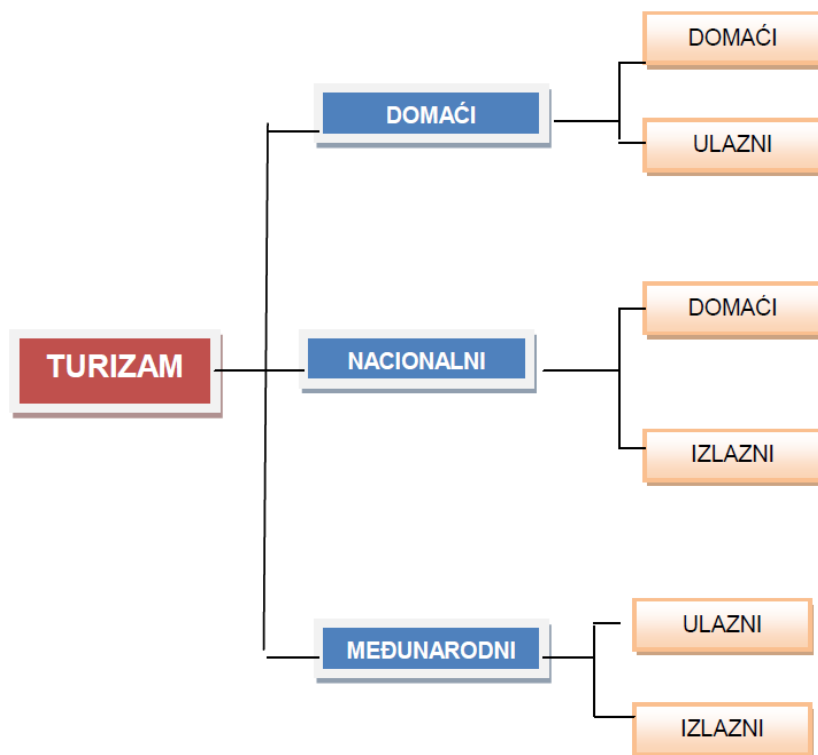 TURIZAM
DOMAĆI
DOMAĆI
ULAZNI
NACIONALNI
DOMAĆI
IZLAZNI
MEĐUNARODNI
ULAZNI
IZLAZNI